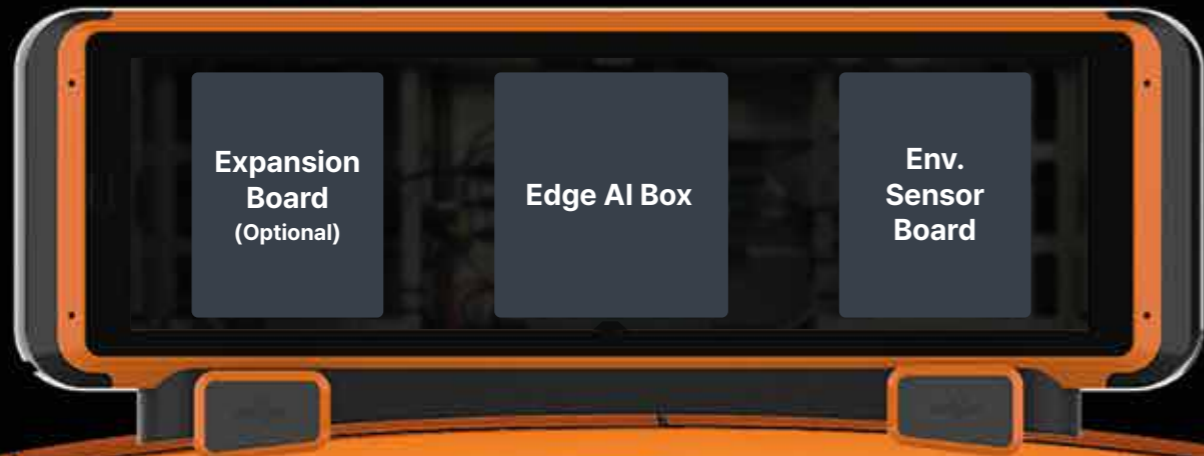 Expansion
Board
(Optional)
Edge AI Box
Env.
Sensor
Board